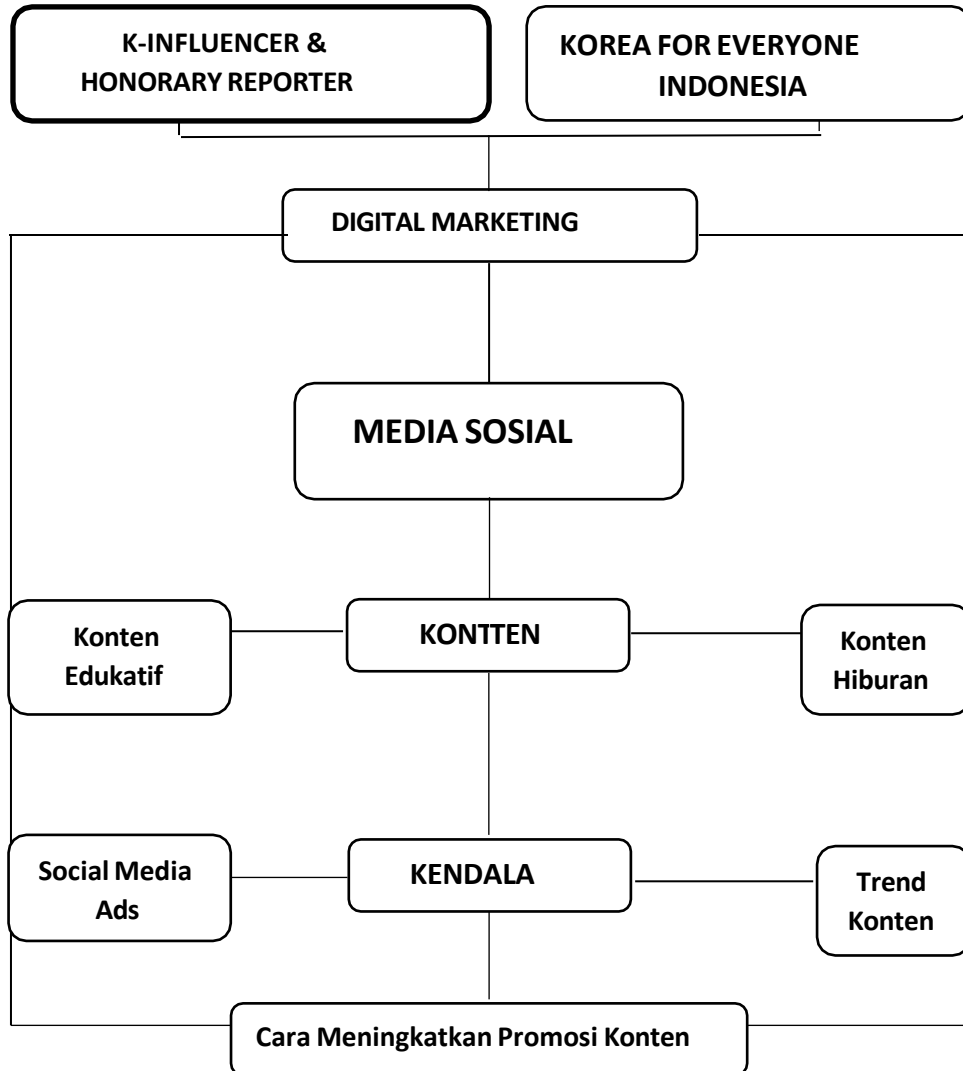 K-INFLUENCER &
HONORARY REPORTER
KOREA FOR EVERYONE
INDONESIA
DIGITAL MARKETING
MEDIA SOSIAL
Konten
Edukatif
KONTTEN
Konten
Hiburan
Social Media
Ads
KENDALA
Trend
Konten
Cara Meningkatkan Promosi Konten